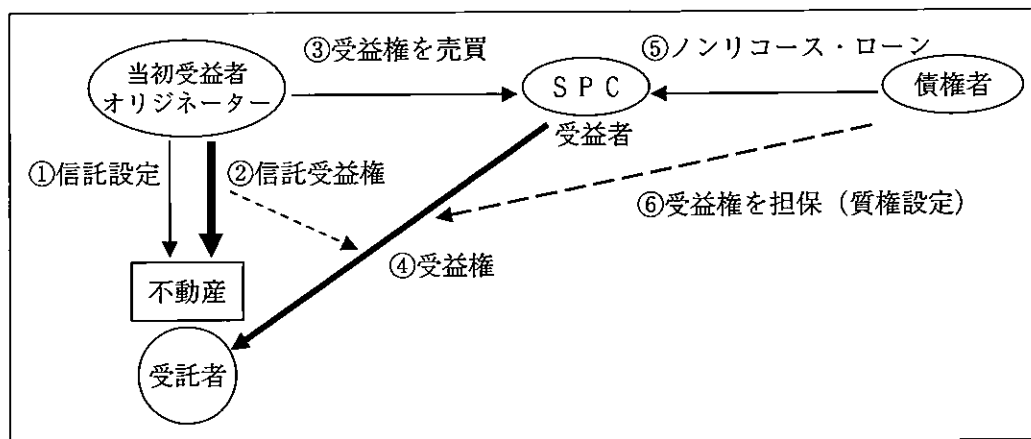 ③受益権を売買
⑤ノンリコース・ローン
当初受益者
オリジネーター
SPC
債権者
受益者
①信託設定
②信託受益権
⑥受益権を担保（質権設定）
④受益権
不動産
受託者